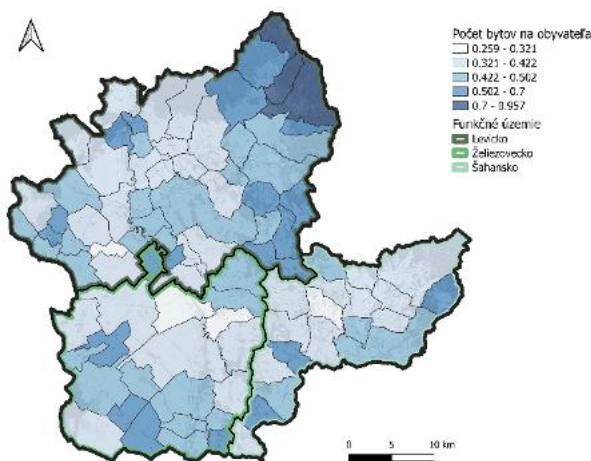 Počet bytov na obyvateľa
0.259 - 0.321
0.321 - 0.422
0.422 - 0.502
0.502 - 0.7
0.7 - 0.957
Funkčné územie
Levicko
Želiezovecko
Šahansko
0 5 10 km